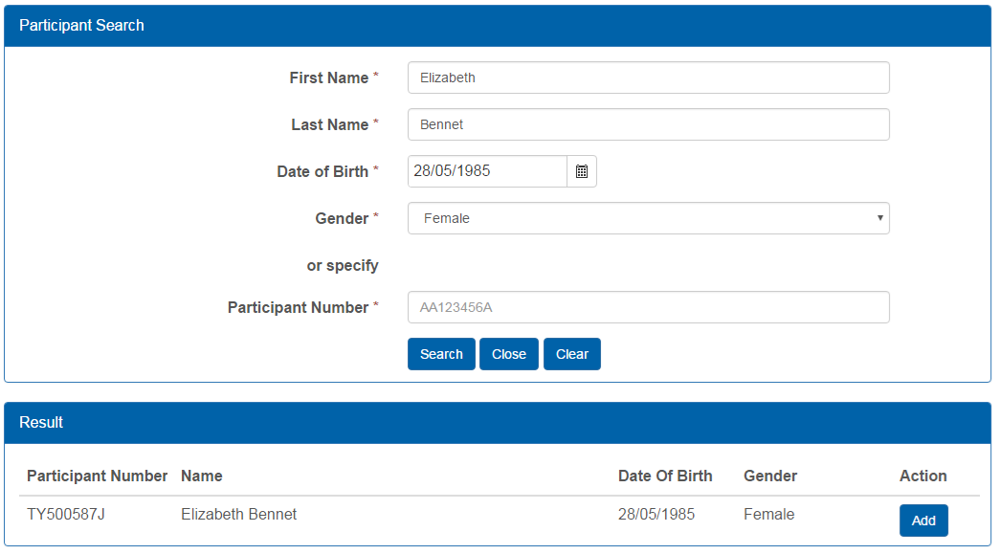 Participant Search
First Name *
Elizabeth
Last Name *
Bennet
Date of Birth *
28/05/1985
Gender *
Female
or specify
Participant Number *
AA123456A
Search Close Clear
Result
Participant Number Name Date Of Birth Gender Action
TY500587J Elizabeth Bennet 28/05/1985 Female Add